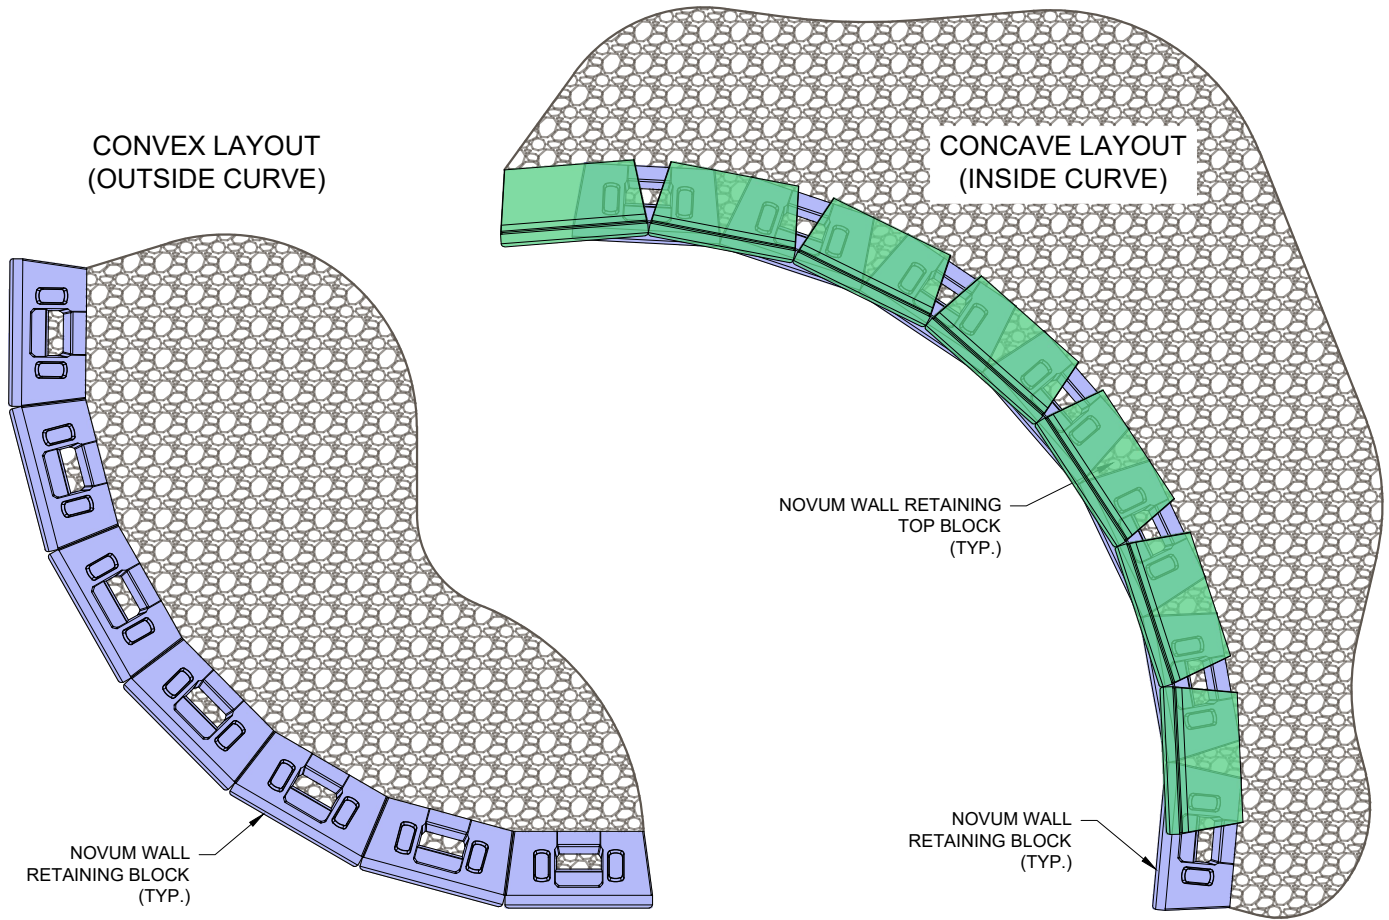 CONVEX LAYOUT
(OUTSIDE CURVE)
CONCAVE LAYOUT
(INSIDE CURVE)
NOVUM WALL RETAINING
TOP BLOCK
(TYP.)
NOVUM WALL
RETAINING BLOCK
(TYP.)
NOVUM WALL
RETAINING BLOCK
(TYP.)